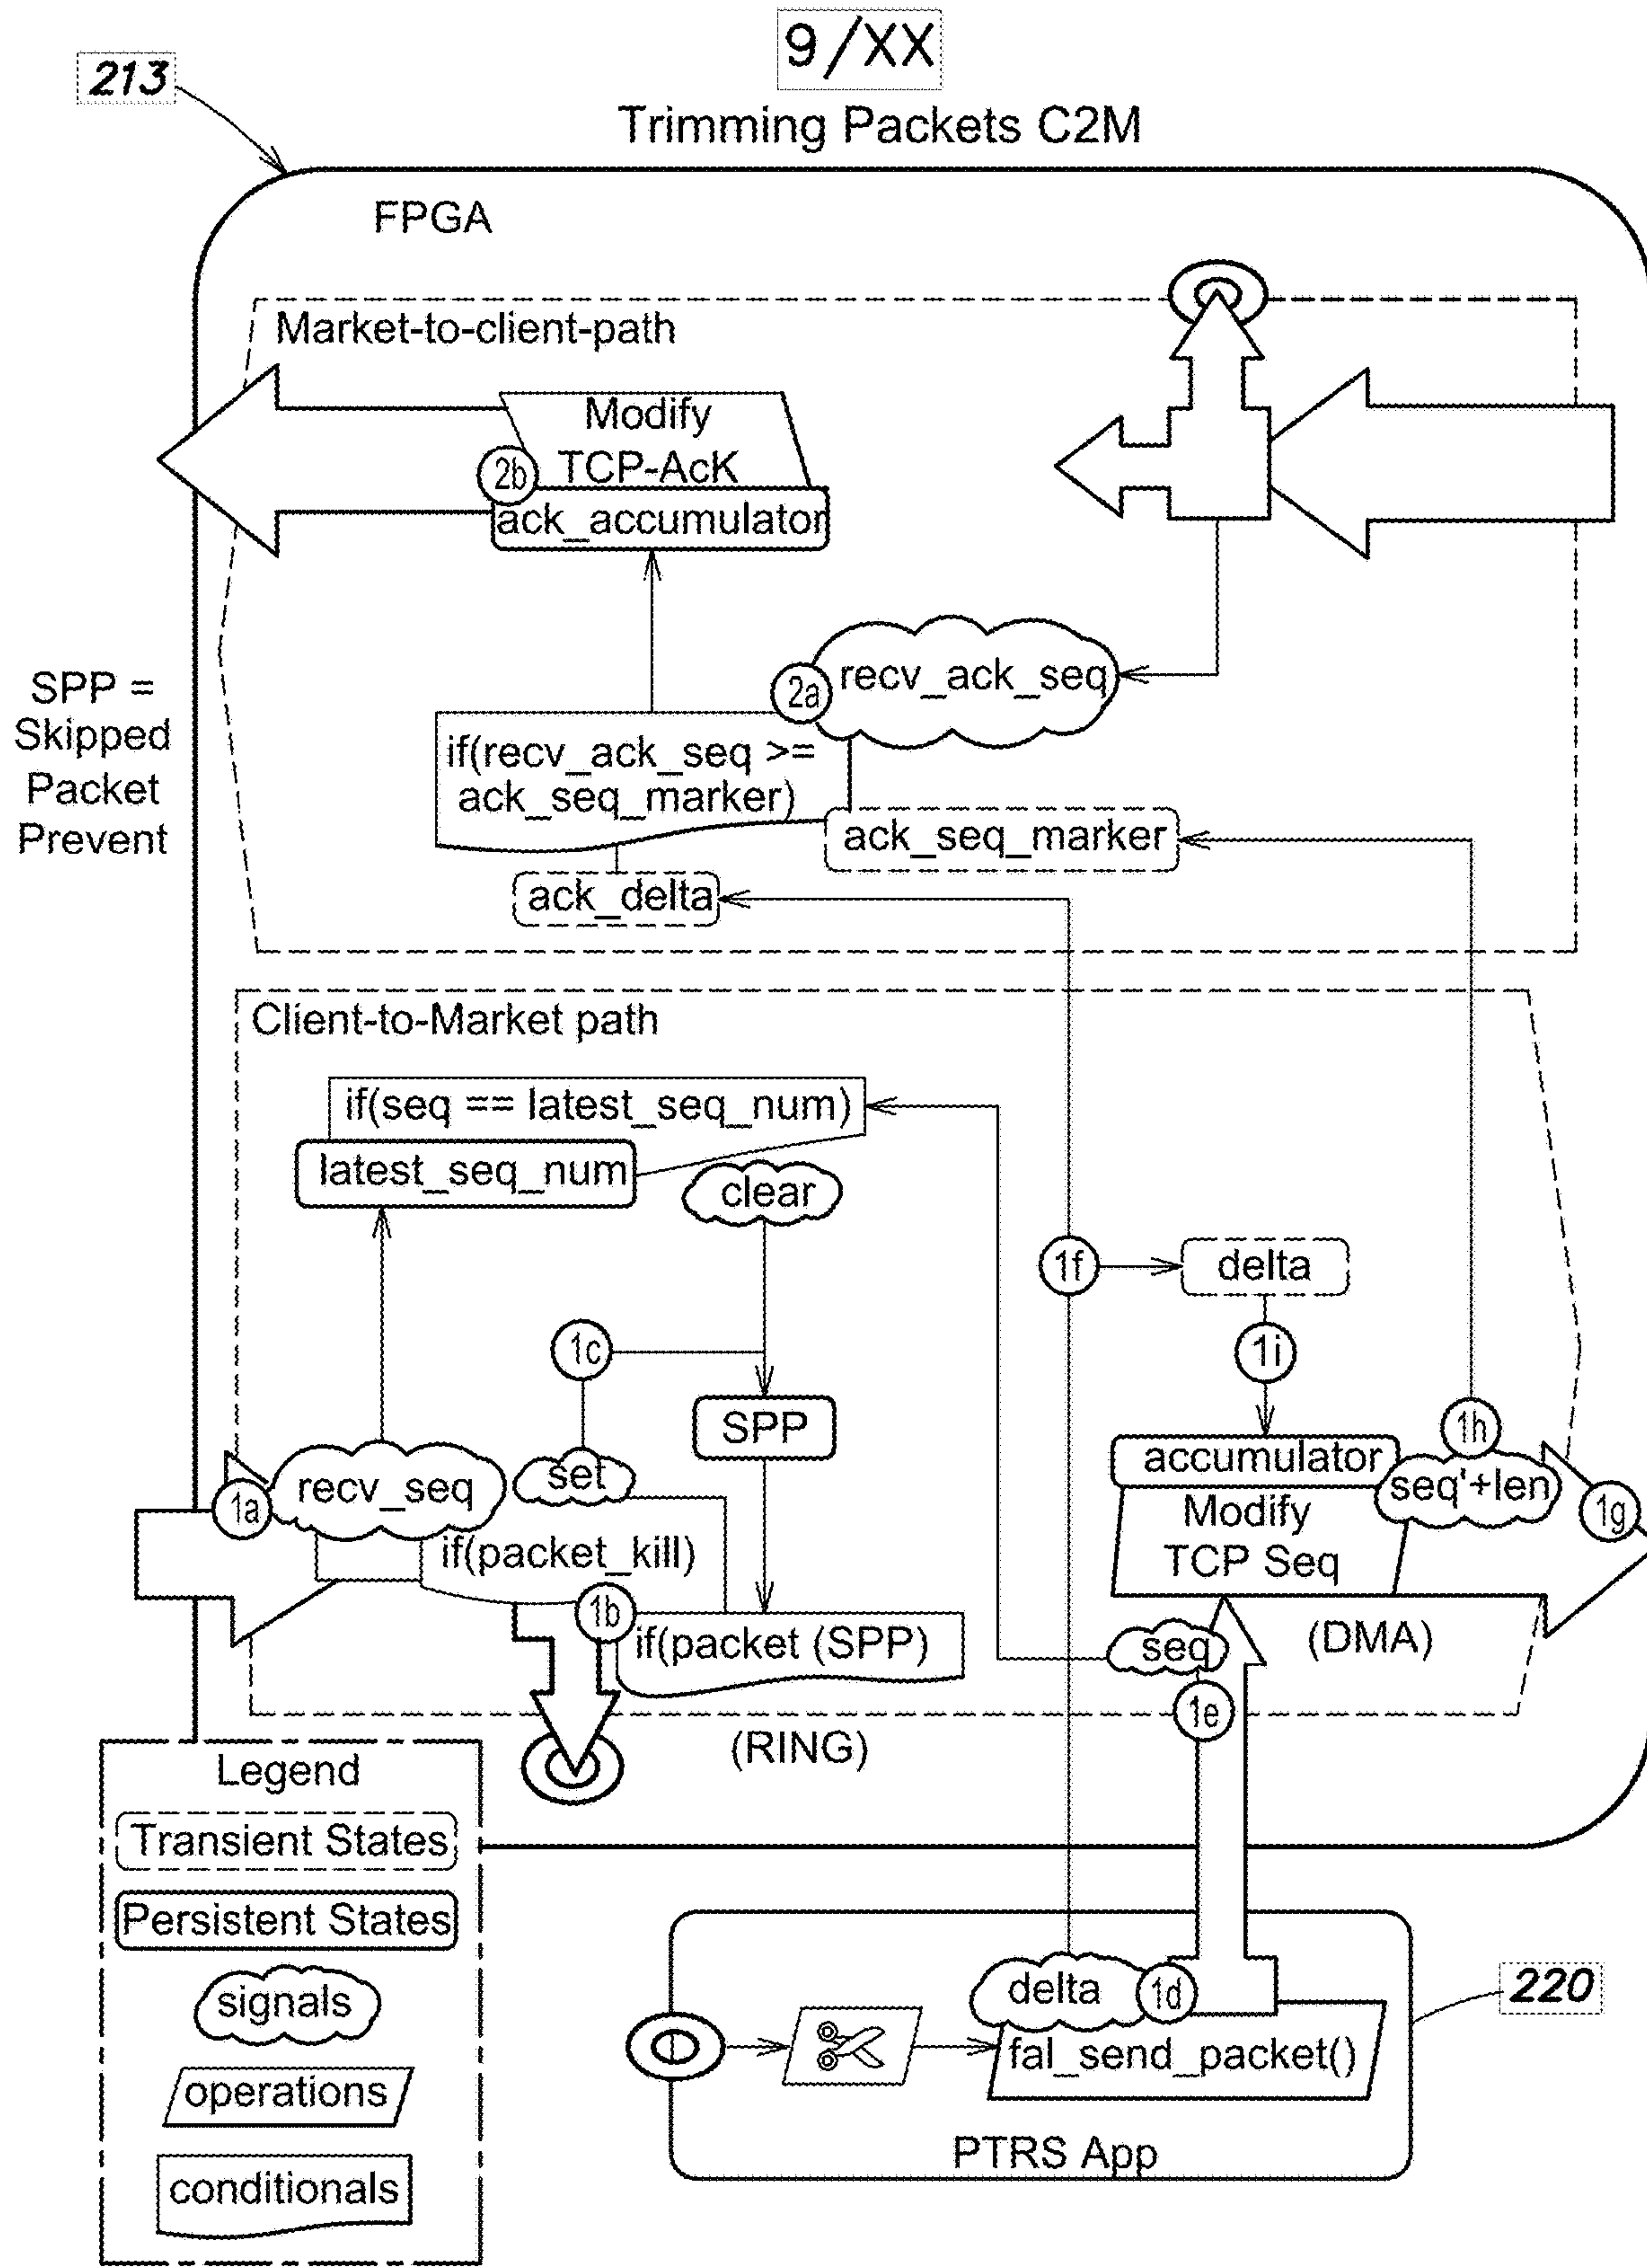 9/XX
213
Trimming Packets C2M
FPGA
Market-to-client-path
Modify
TCP-AcK
2b
ack_accumulator
2a
recv_ack_seq
SPP =
Skipped
Packet
Prevent
if(recv_ack_seq >=
ack_seq_marker)
ack_seq_marker
ack_delta
Client-to-Market path
if(seq == latest_seq_num)
latest_seq_num
clear
1f
delta
1c
1i
SPP
1h
accumulator
1a
recv_seq
set
seq'+len
1g
Modify
TCP Seq
if(packet_kill)
1b
if(packet (SPP)
seq
(DMA)
1e
(RING)
Legend
Transient States
Persistent States
signals
operations
conditionals
delta
1d
220
fal_send_packet()
PTRS App